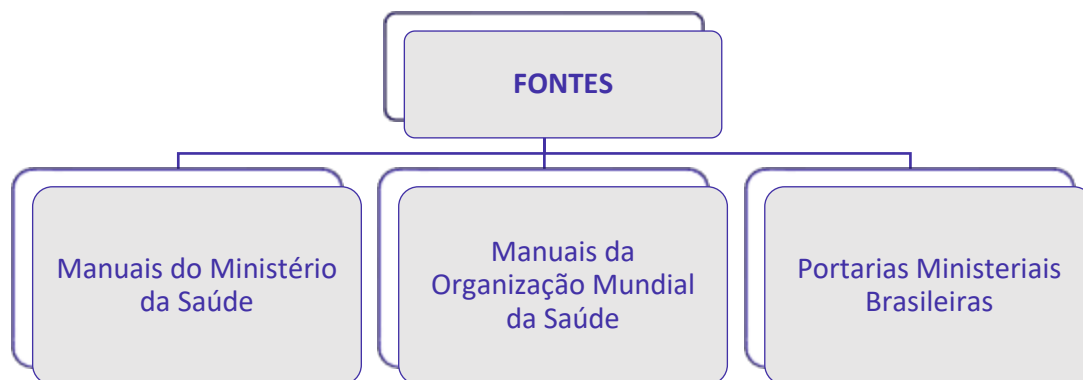 FONTES
Manuais do Ministério
da Saúde
Manuais da
Organização Mundial
da Saúde
Portarias Ministeriais
Brasileiras